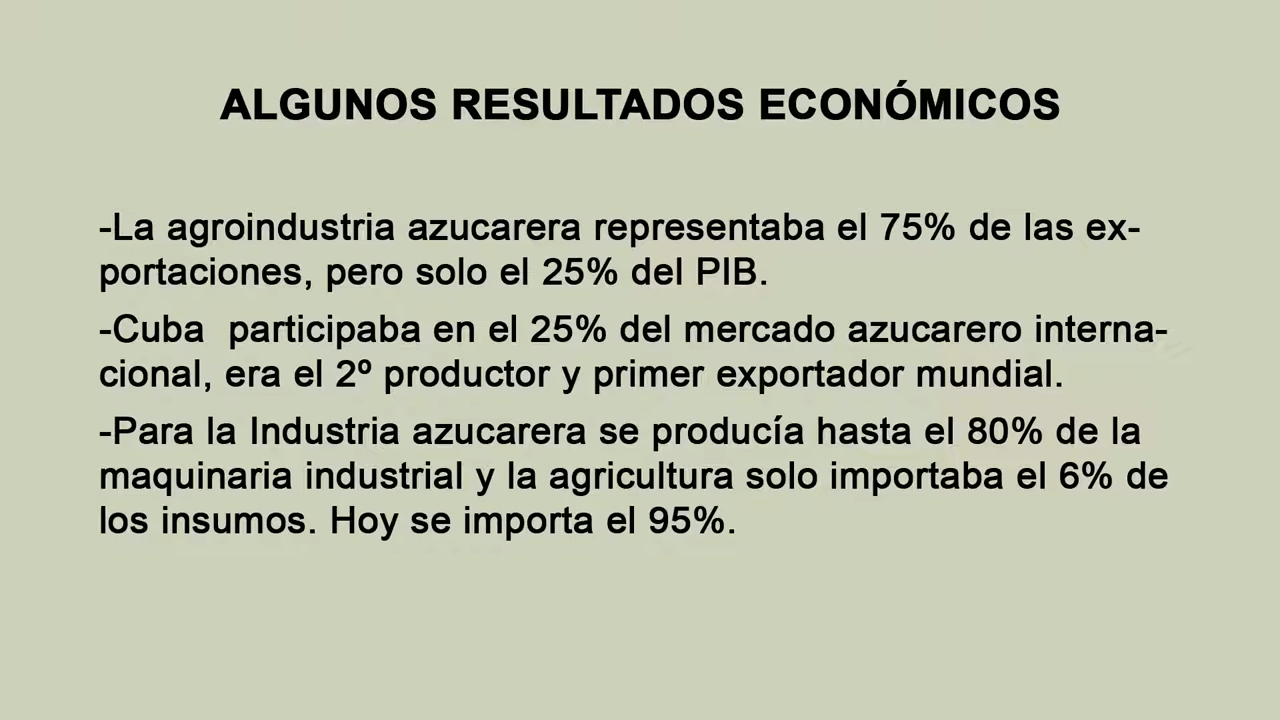 ALGUNOS RESULTADOS ECONÓMICOS
-La agroindustria azucarera representaba el 75% de las ex-
portaciones, pero solo el 25% del PIB.
-Cuba  participaba en el 25% del mercado azucarero interna-
cional, era el 2º productor y primer exportador mundial.
-Para la Industria azucarera se producía hasta el 80% de la
maquinaria industrial y la agricultura solo importaba el 6% de
los insumos. Hoy se importa el 95%.